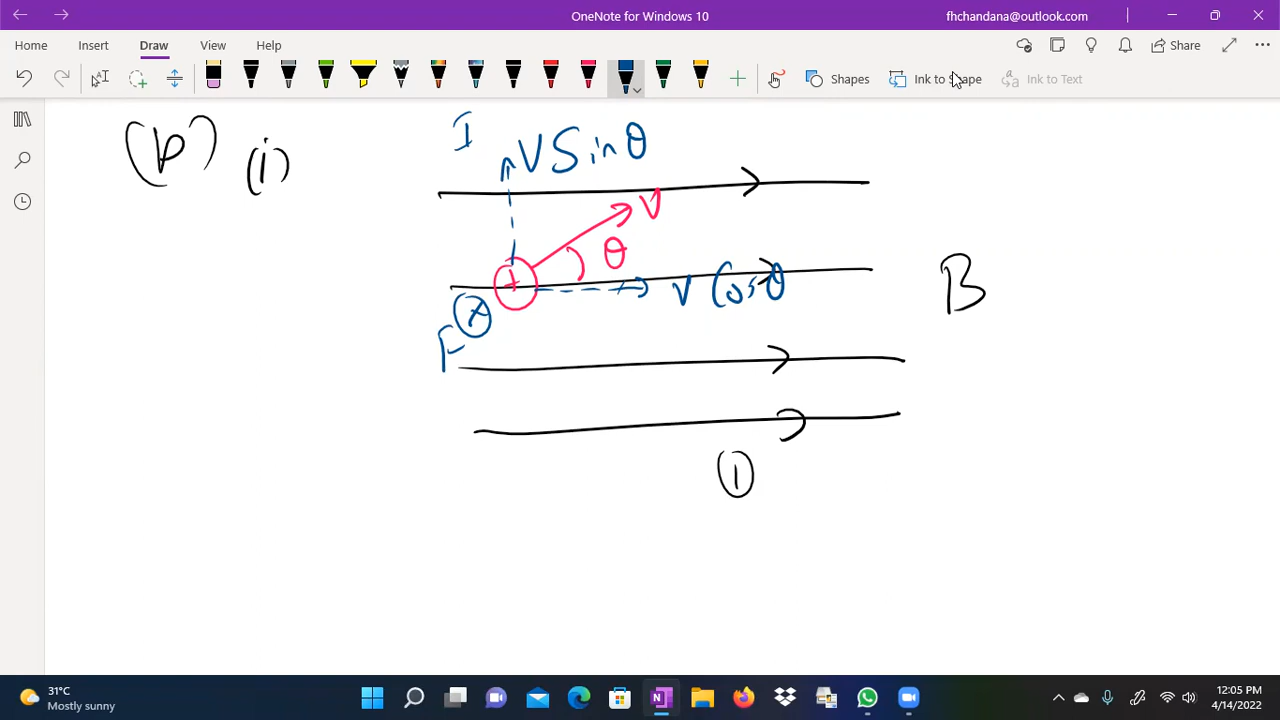 OneNote for Windows 10
fhchandana@outlook.com
Home Insert Draw View Help
Share
Shapes
Ink to Shape
Ink to Text
(b) (i)
I
V Sin θ
V
θ
+
V Cos θ
B
F
1
31°C
Mostly sunny
12:05 PM
4/14/2022